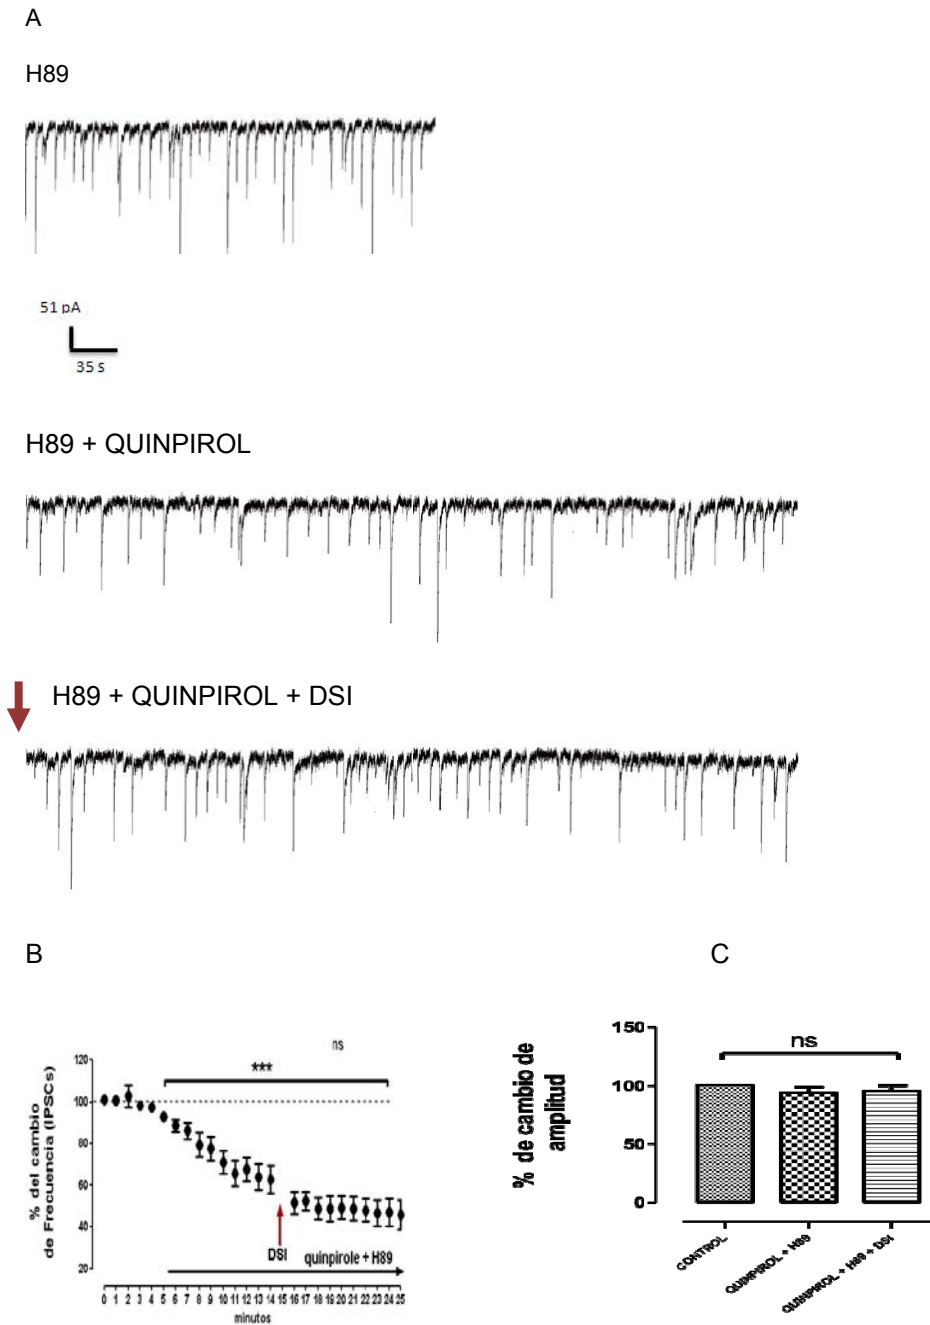 A
H89
51 pA
35 s
H89 + QUINPIROL
H89 + QUINPIROL + DSI
B
C
ns
***
% del cambio
de Frecuencia (IPSCs)
120
100
80
60
40
20
DSI
quinpirole + H89
0 1 2 3 4 5 6 7 8 9 10 11 12 13 14 15 16 17 18 19 20 21 22 23 24 25
minutos
% de cambio de
amplitud
150
100
50
0
ns
CONTROL
QUINPIROL + H89
QUINPIROL + H89 + DSI